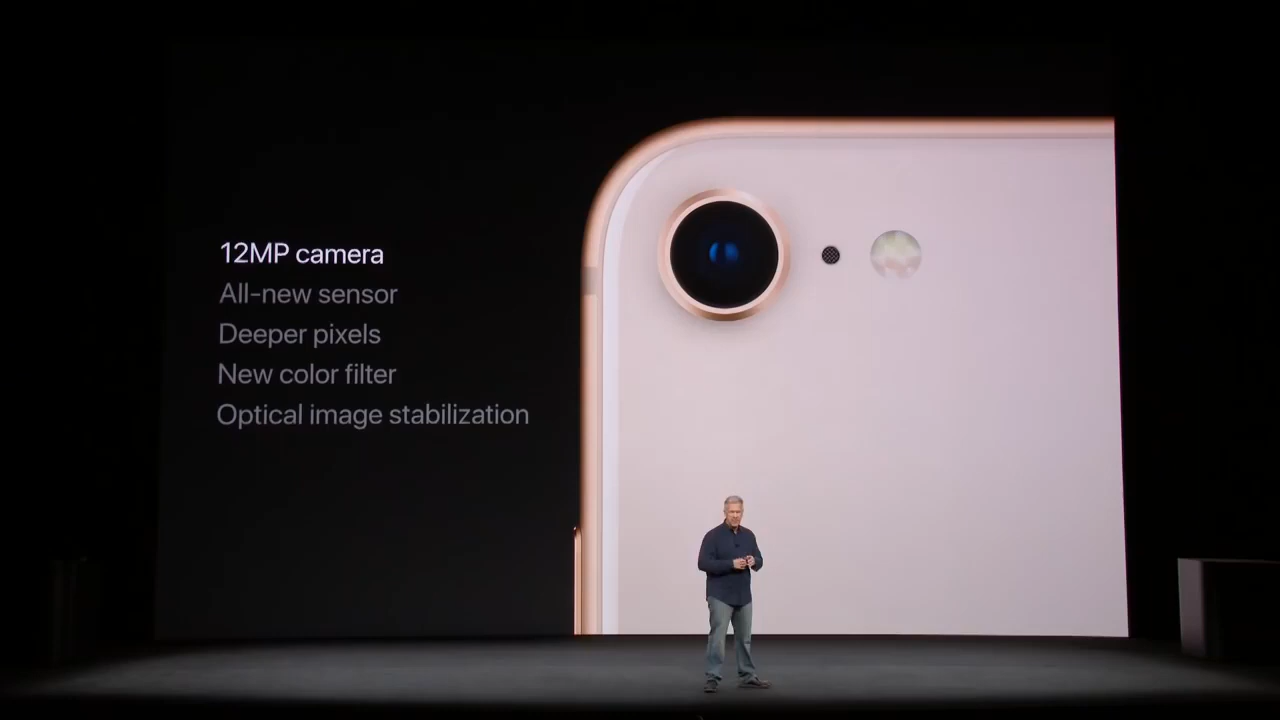 12MP camera
All-new sensor
Deeper pixels
New color filter
Optical image stabilization